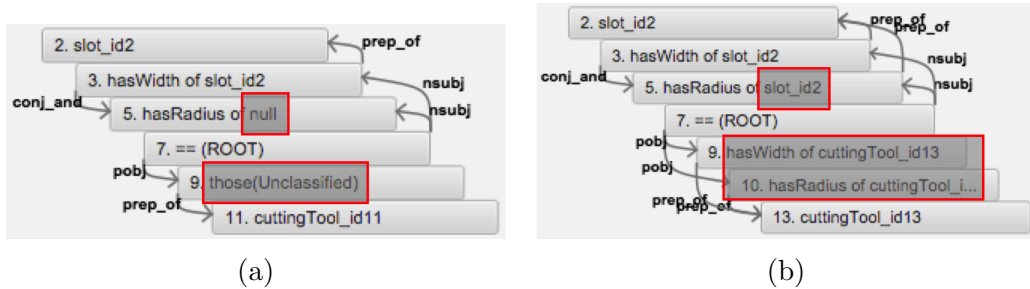 2. slot_id2
prep_of
3. hasWidth of slot_id2
nsubj
conj_and
5. hasRadius of null
nsubj
7. == (ROOT)
pobj
9. those(Unclassified)
prep_of
11. cuttingTool_id11
(a)
2. slot_id2
prep_of
prep_of
3. hasWidth of slot_id2
nsubj
conj_and
5. hasRadius of slot_id2
nsubj
7. == (ROOT)
pobj
9. hasWidth of cuttingTool_id13
pobj
10. hasRadius of cuttingTool_i...
prep_of
prep_of
13. cuttingTool_id13
(b)